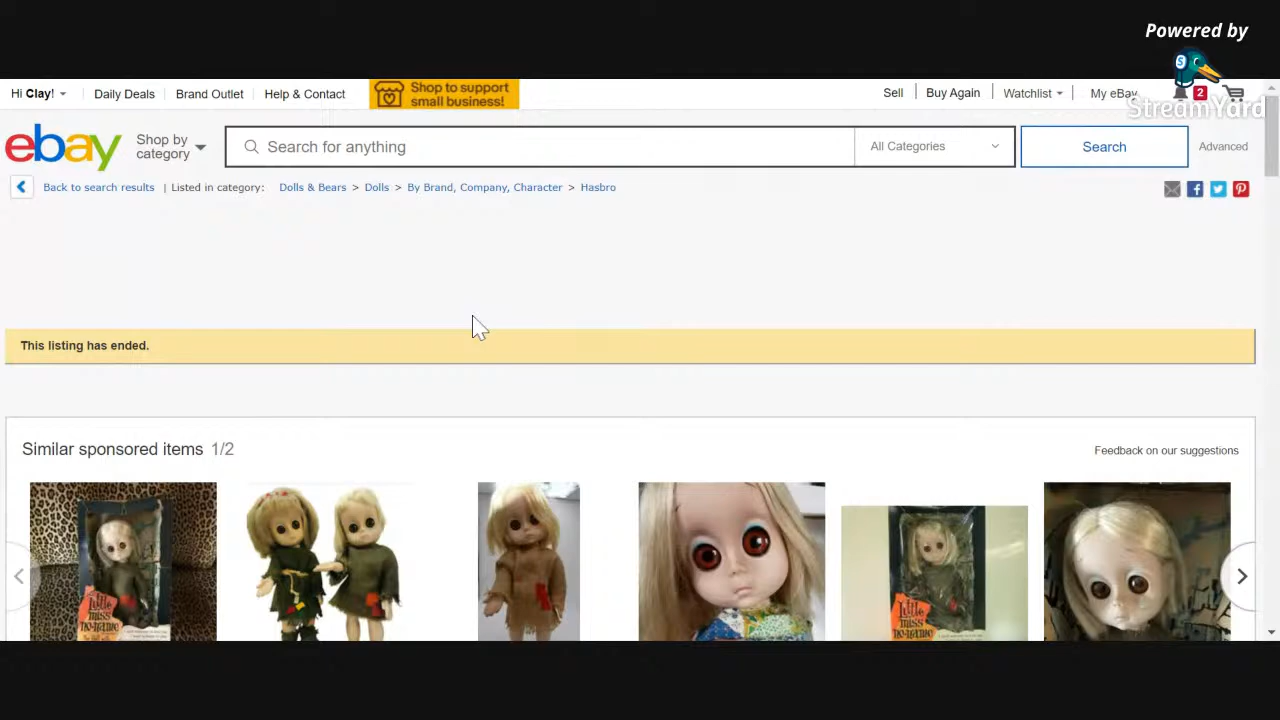 Powered by
StreamYard
Hi Clay!
Daily Deals
Brand Outlet
Help & Contact
Shop to support
small business!
Sell
Buy Again
Watchlist
My eBay
2
ebay
Shop by
category
Search for anything
All Categories
Search
Advanced
Back to search results | Listed in category: Dolls & Bears > Dolls > By Brand, Company, Character > Hasbro
This listing has ended.
Similar sponsored items 1/2
Feedback on our suggestions
little
miss
no-name
little
miss
no-name